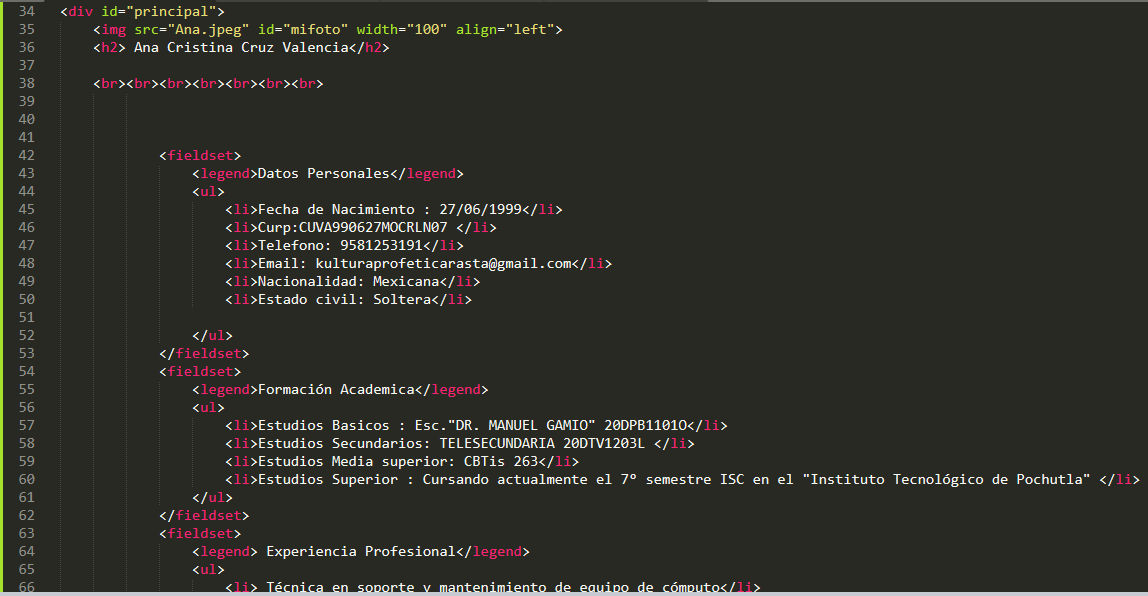 34 <div id="principal">
35 <img src="Ana.jpeg" id="mifoto" width="100" align="left">
36 <h2> Ana Cristina Cruz Valencia</h2>
37
38 <br><br><br><br><br><br><br>
39
40
41
42 <fieldset>
43 <legend>Datos Personales</legend>
44 <ul>
45 <li>Fecha de Nacimiento : 27/06/1999</li>
46 <li>Curp:CUVA990627MOCRLN07 </li>
47 <li>Telefono: 9581253191</li>
48 <li>Email: kulturaprofeticarasta@gmail.com</li>
49 <li>Nacionalidad: Mexicana</li>
50 <li>Estado civil: Soltera</li>
51
52 </ul>
53 </fieldset>
54 <fieldset>
55 <legend>Formación Academica</legend>
56 <ul>
57 <li>Estudios Basicos : Esc."DR. MANUEL GAMIO" 20DPB1101O</li>
58 <li>Estudios Secundarios: TELESECUNDARIA 20DTV1203L </li>
59 <li>Estudios Media superior: CBTis 263</li>
60 <li>Estudios Superior : Cursando actualmente el 7° semestre ISC en el "Instituto Tecnológico de Pochutla" </li>
61 </ul>
62 </fieldset>
63 <fieldset>
64 <legend> Experiencia Profesional</legend>
65 <ul>
66 <li> Técnica en soporte y mantenimiento de equipo de cómputo</li>